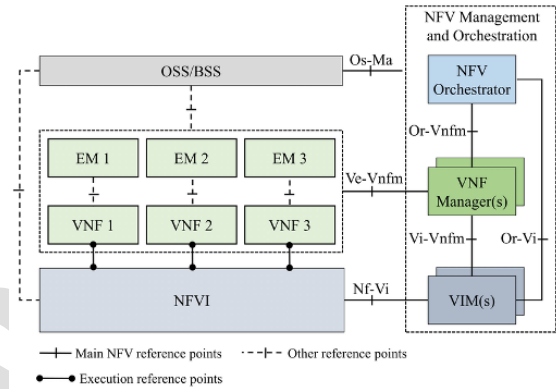 NFV Management
and Orchestration
OSS/BSS
Os-Ma
NFV
Orchestrator
Or-Vnfm
EM 1
EM 2
EM 3
Ve-Vnfm
VNF
Manager(s)
VNF 1
VNF 2
VNF 3
Vi-Vnfm
Or-Vi
NFVI
Nf-Vi
VIM(s)
Main NFV reference points
Other reference points
Execution reference points